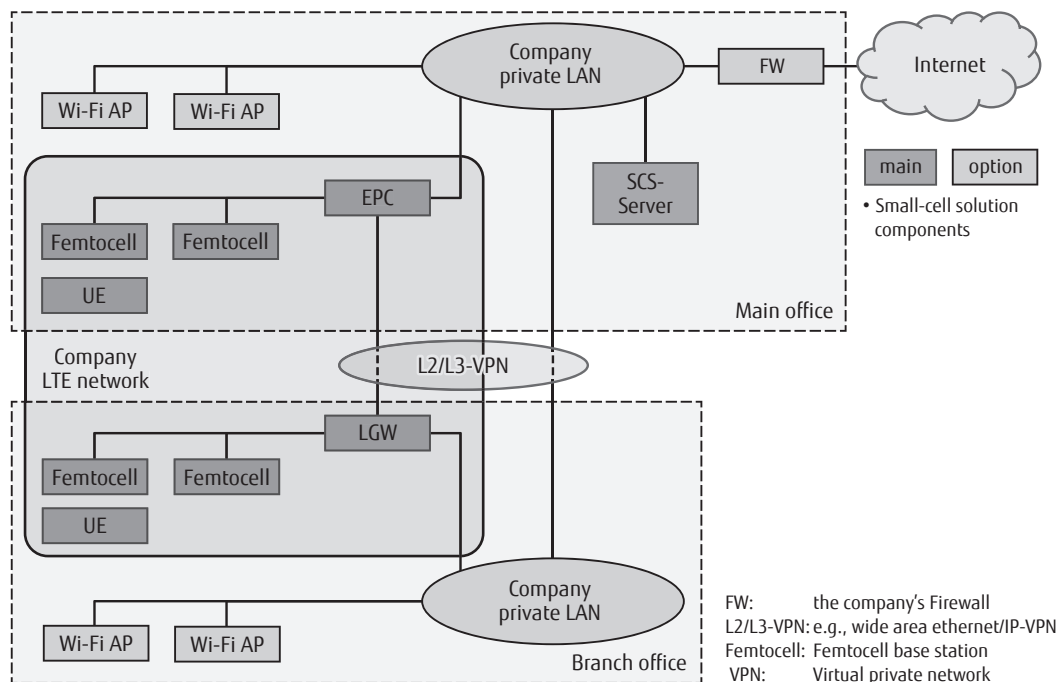 Company
private LAN
FW
Internet
Wi-Fi AP
Wi-Fi AP
main
option
• Small-cell solution
components
EPC
SCS-
Server
Femtocell
Femtocell
UE
Main office
Company
LTE network
L2/L3-VPN
LGW
Femtocell
Femtocell
UE
Company
private LAN
Wi-Fi AP
Wi-Fi AP
Branch office
FW: the company's Firewall
L2/L3-VPN: e.g., wide area ethernet/IP-VPN
Femtocell: Femtocell base station
VPN: Virtual private network